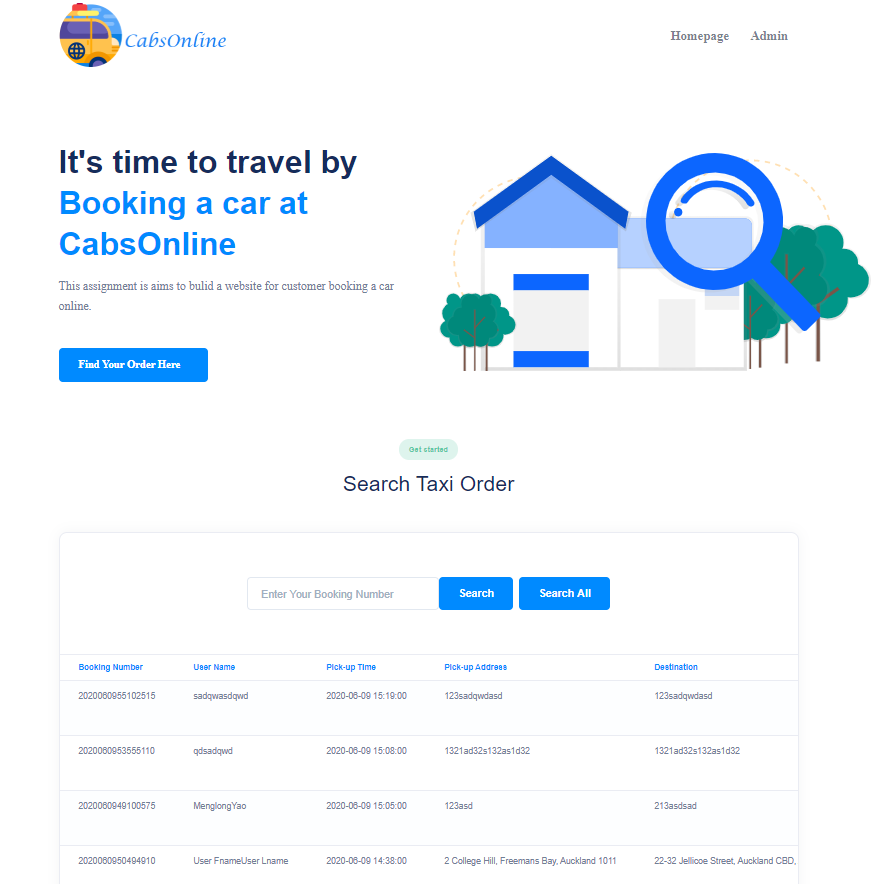 CabsOnline
Homepage Admin
It's time to travel by
Booking a car at
CabsOnline
This assignment is aims to bulid a website for customer booking a car
online.
Find Your Order Here
Get started
Search Taxi Order
Enter Your Booking Number Search Search All
Booking Number User Name Pick-up Time Pick-up Address Destination
2020060955102515 sadqwasdqwd 2020-06-09 15:19:00 123sadqwdasd 123sadqwdasd
2020060953555110 qdsadqwd 2020-06-09 15:08:00 1321ad32s132as1d32 1321ad32s132as1d32
2020060949100575 MenglongYao 2020-06-09 15:05:00 123asd 213asdsad
2020060950494910 User FnameUser Lname 2020-06-09 14:38:00 2 College Hill, Freemans Bay, Auckland 1011 22-32 Jellicoe Street, Auckland CBD,